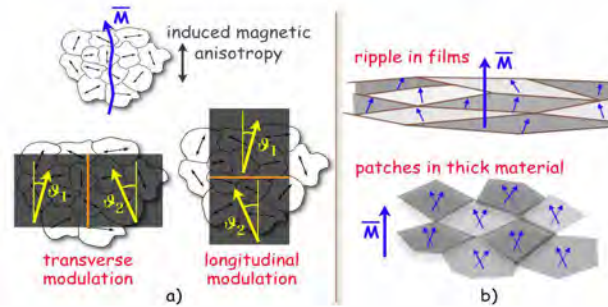 M
induced magnetic
anisotropy
ϑ1
ϑ2
ϑ1
ϑ2
transverse
modulation
longitudinal
modulation
a)
ripple in films
M
patches in thick material
M
b)